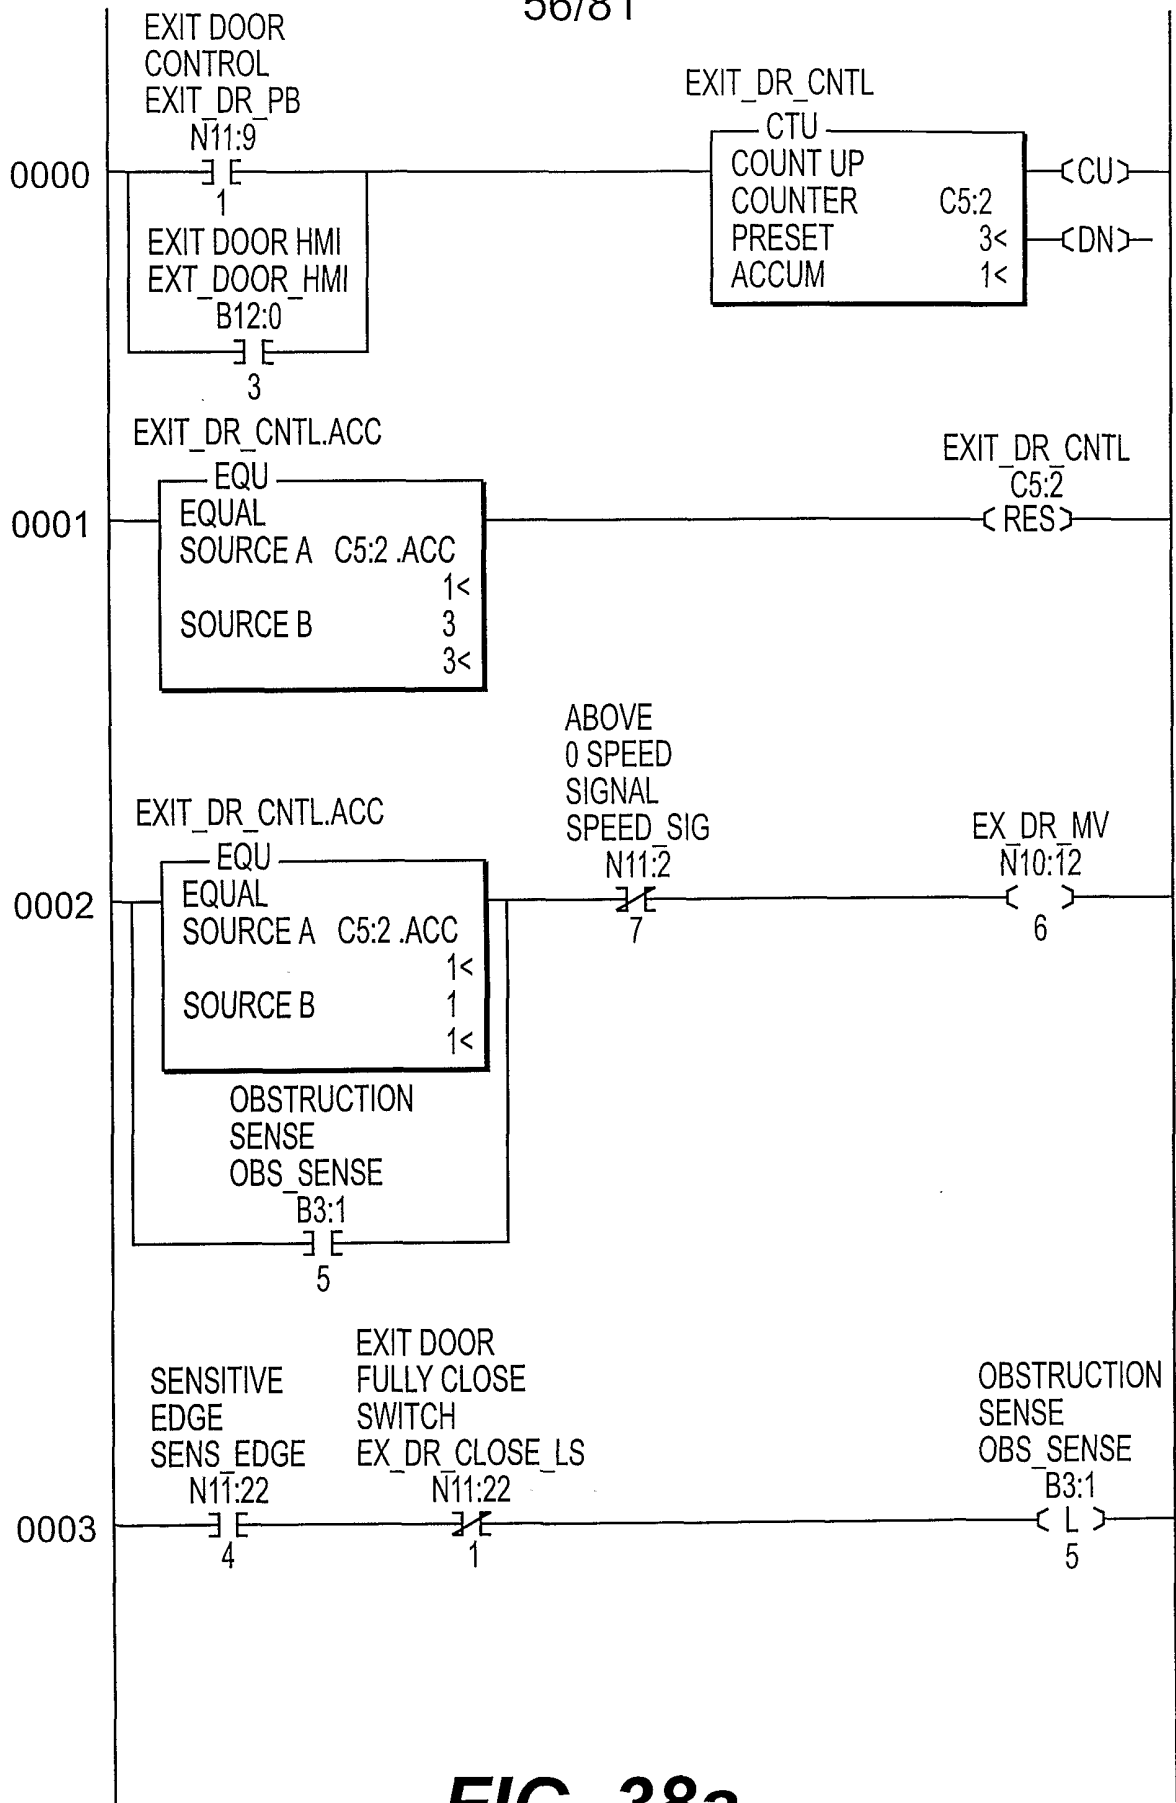 56/81
EXIT DOOR
CONTROL
EXIT_DR_PB
N11:9
0000
1
EXIT DOOR HMI
EXT_DOOR_HMI
B12:0
3
EXIT_DR_CNTL
CTU
COUNT UP
COUNTER C5:2
PRESET 3<
ACCUM 1<
CU
DN
EXIT_DR_CNTL.ACC
EQU
0001
EQUAL
SOURCE A C5:2 .ACC
1<
SOURCE B 3
3<
EXIT_DR_CNTL
C5:2
RES
EXIT_DR_CNTL.ACC
EQU
0002
EQUAL
SOURCE A C5:2 .ACC
1<
SOURCE B 1
1<
ABOVE
0 SPEED
SIGNAL
SPEED_SIG
N11:2
7
EX_DR_MV
N10:12
6
OBSTRUCTION
SENSE
OBS_SENSE
B3:1
5
SENSITIVE
EDGE
SENS_EDGE
N11:22
0003
4
EXIT DOOR
FULLY CLOSE
SWITCH
EX_DR_CLOSE_LS
N11:22
1
OBSTRUCTION
SENSE
OBS_SENSE
B3:1
L
5
FIG. 38a